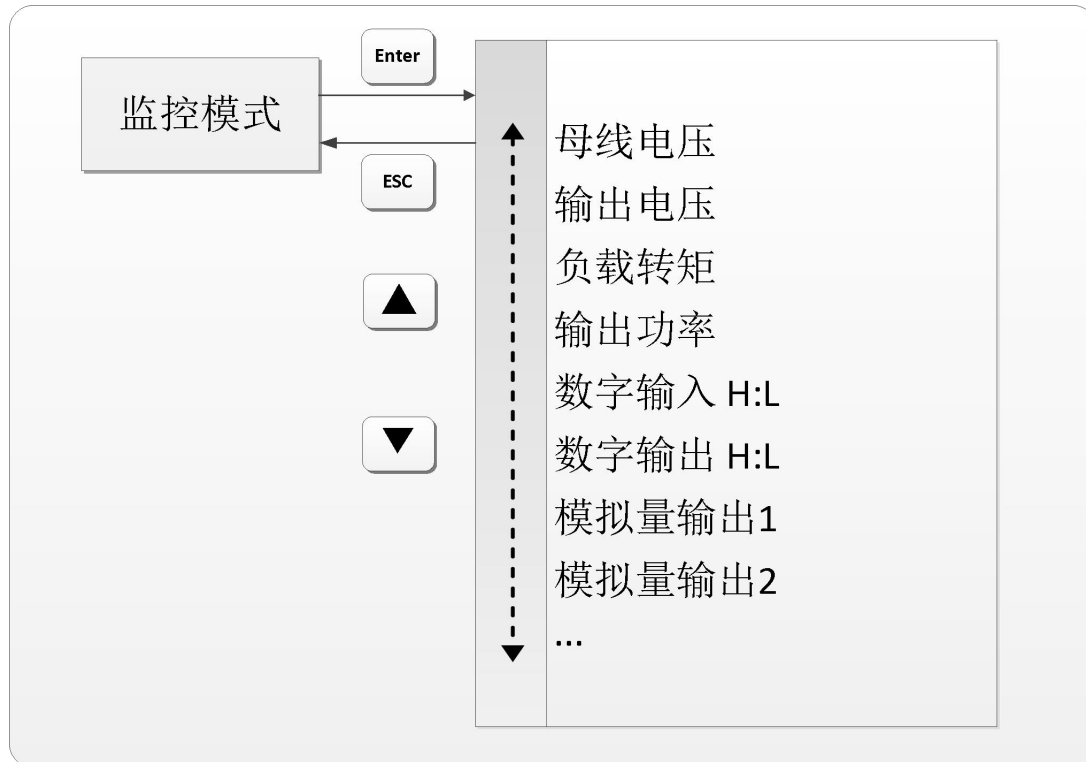 Enter
监控模式
ESC
母线电压
输出电压
负载转矩
输出功率
数字输入 H:L
数字输出 H:L
模拟量输出1
模拟量输出2
...